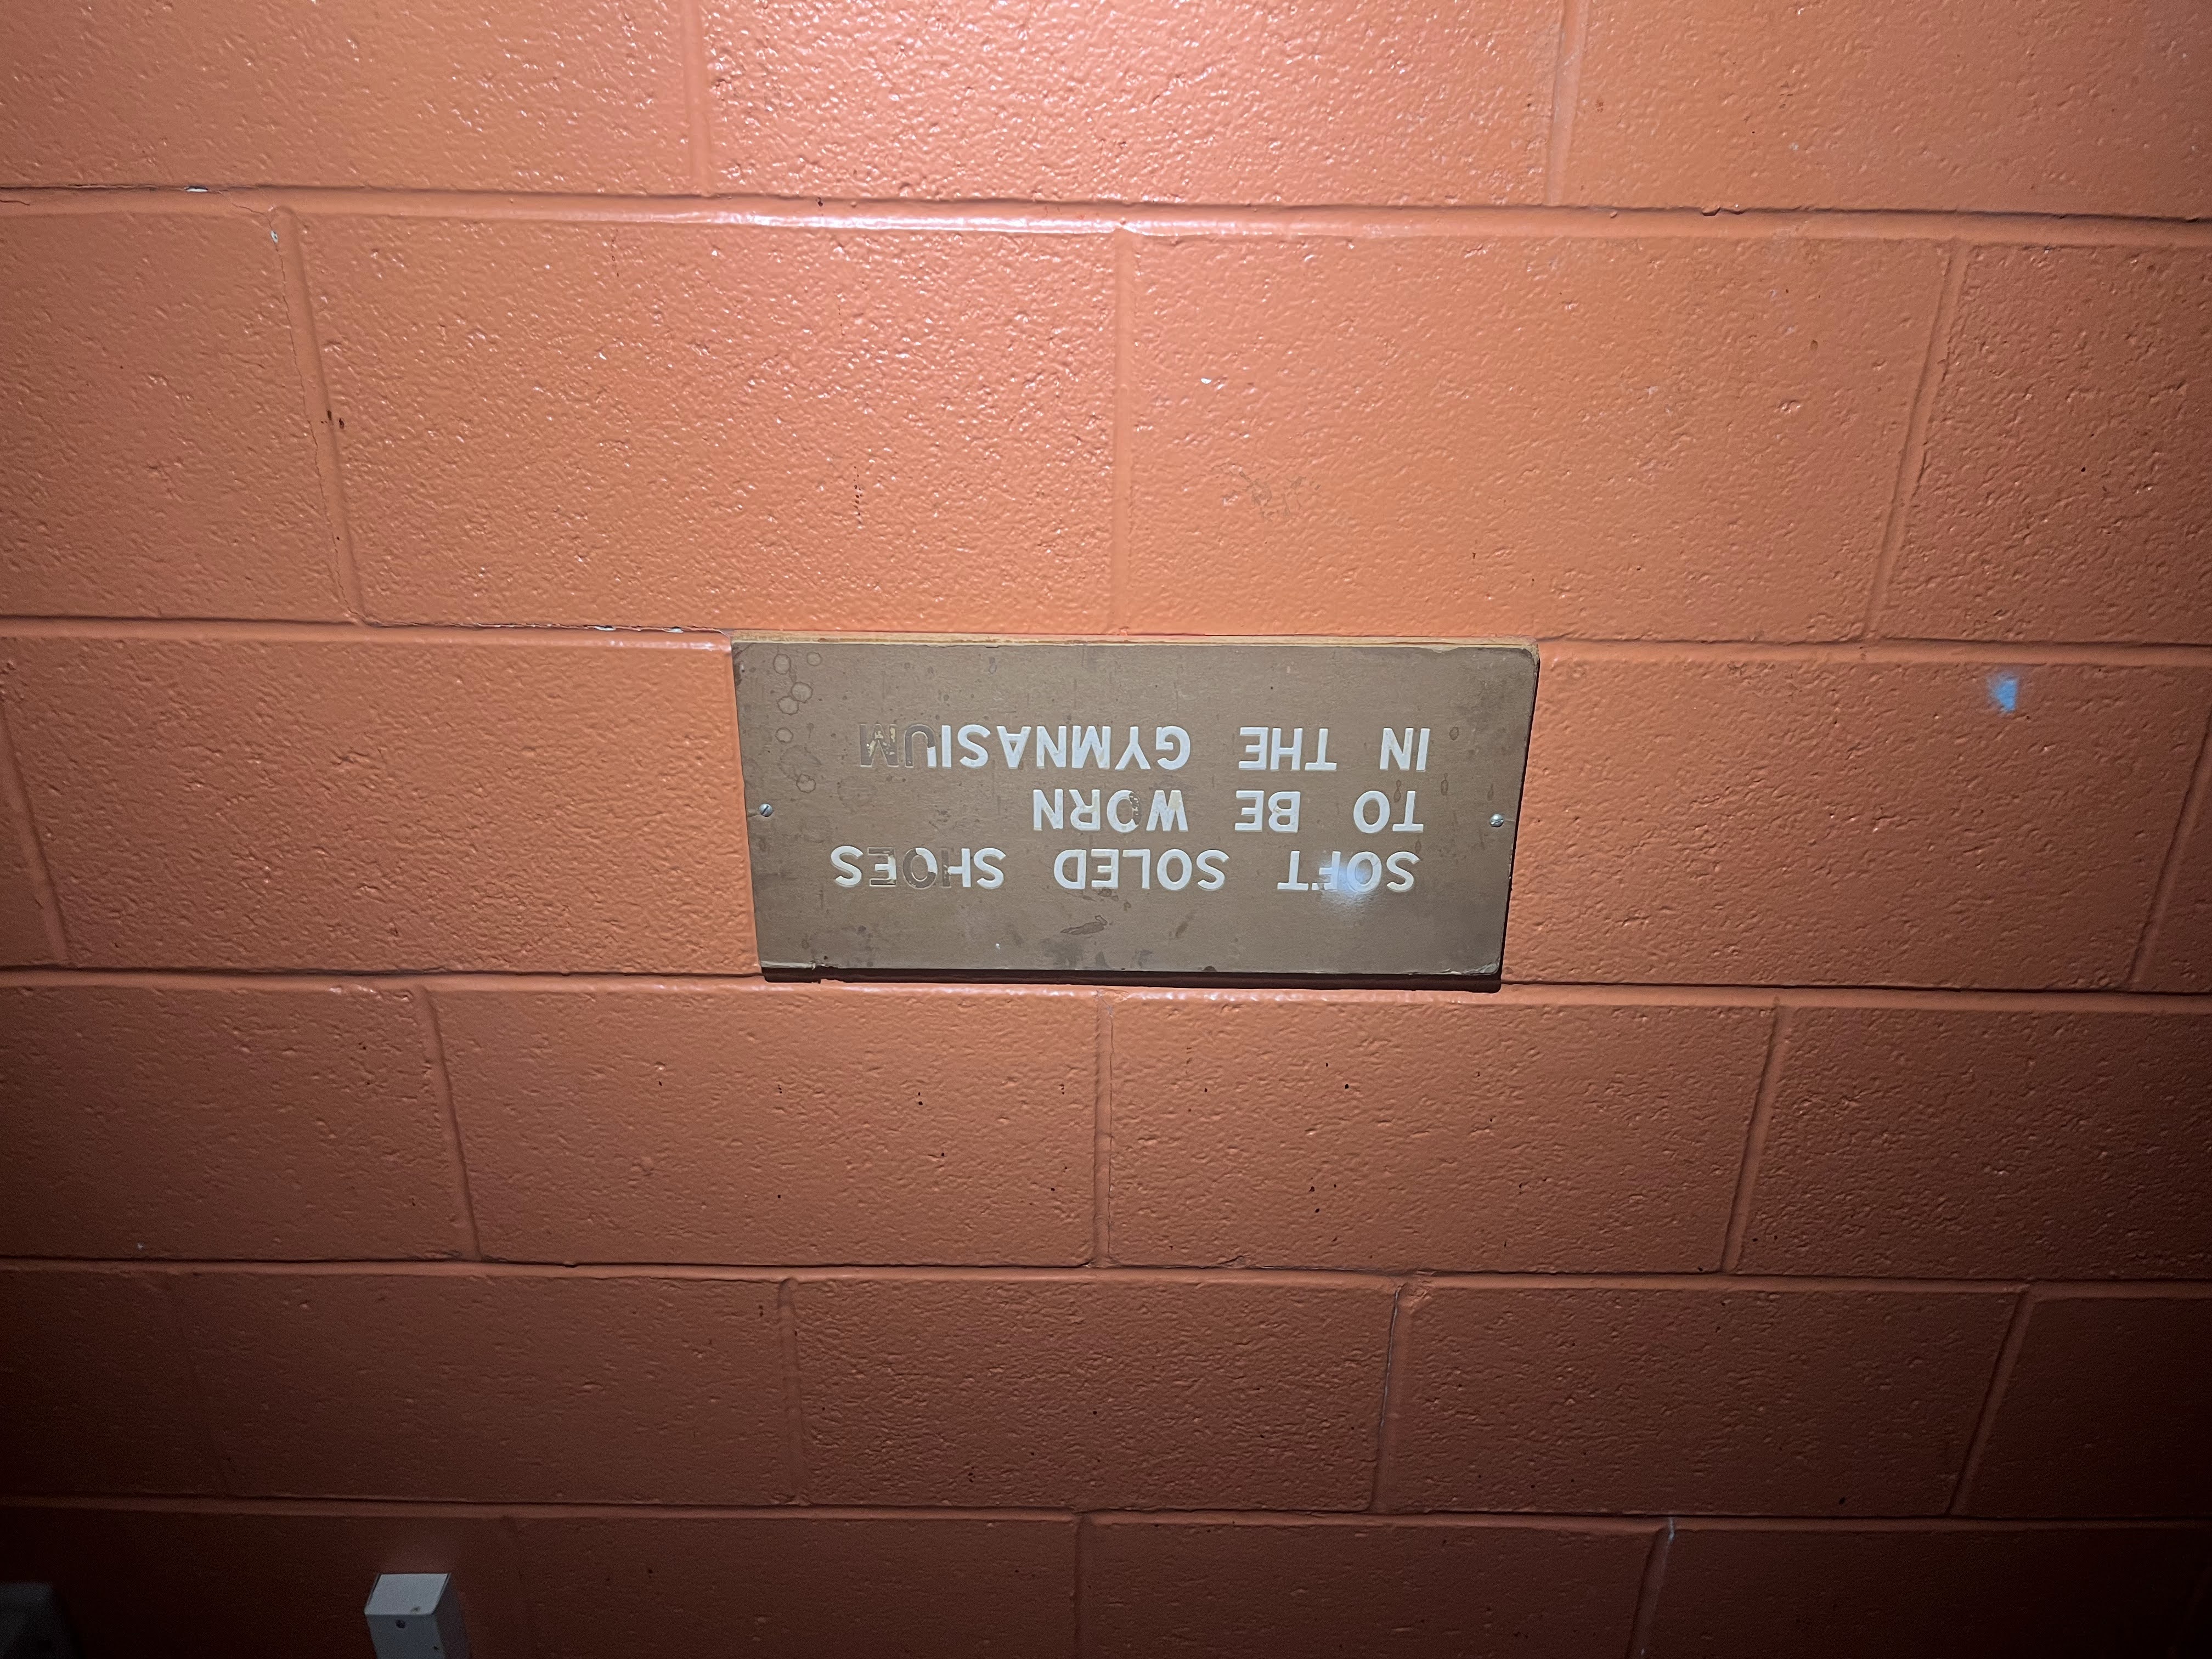 SOFT SOLED SHOES
TO BE WORN
IN THE GYMNASIUM